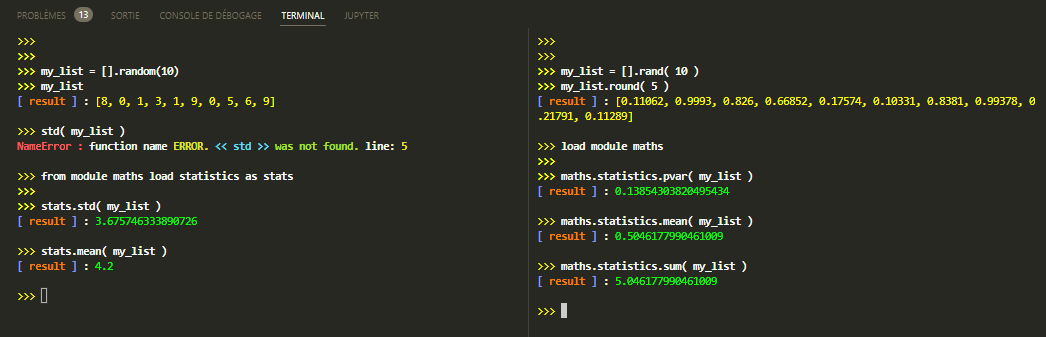 PROBLÈMES 13 SORTIE CONSOLE DE DÉBOGAGE TERMINAL JUPYTER
>>>
>>>
>>> my_list = [].random(10)
>>> my_list
[ result ] : [8, 0, 1, 3, 1, 9, 0, 5, 6, 9]
>>> std( my_list )
NameError : function name ERROR. << std >> was not found. line: 5
>>> from module maths load statistics as stats
>>>
>>> stats.std( my_list )
[ result ] : 3.675746333890726
>>> stats.mean( my_list )
[ result ] : 4.2
>>>
>>>
>>>
>>> my_list = [].rand( 10 )
>>> my_list.round( 5 )
[ result ] : [0.11062, 0.9993, 0.826, 0.66852, 0.17574, 0.10331, 0.8381, 0.99378, 0
.21791, 0.11289]
>>> load module maths
>>>
>>> maths.statistics.pvar( my_list )
[ result ] : 0.13854303820495434
>>> maths.statistics.mean( my_list )
[ result ] : 0.5046177990461009
>>> maths.statistics.sum( my_list )
[ result ] : 5.046177990461009
>>>